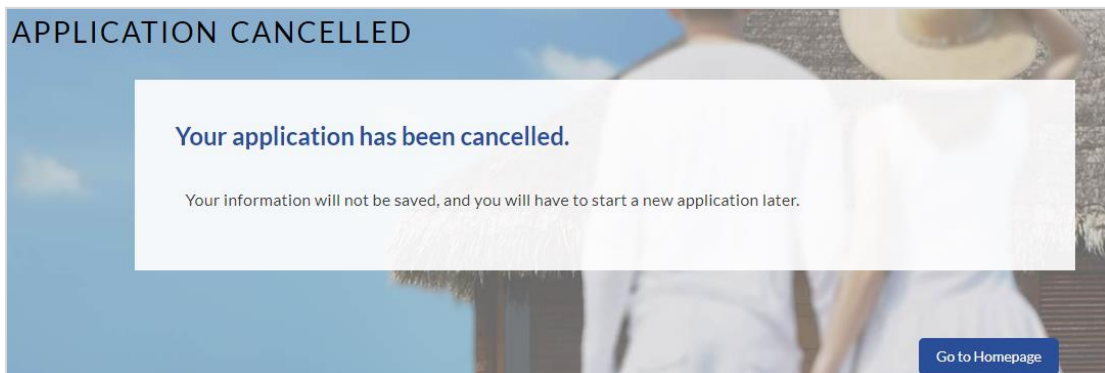 APPLICATION CANCELLED
Your application has been cancelled.
Your information will not be saved, and you will have to start a new application later.
Go to Homepage